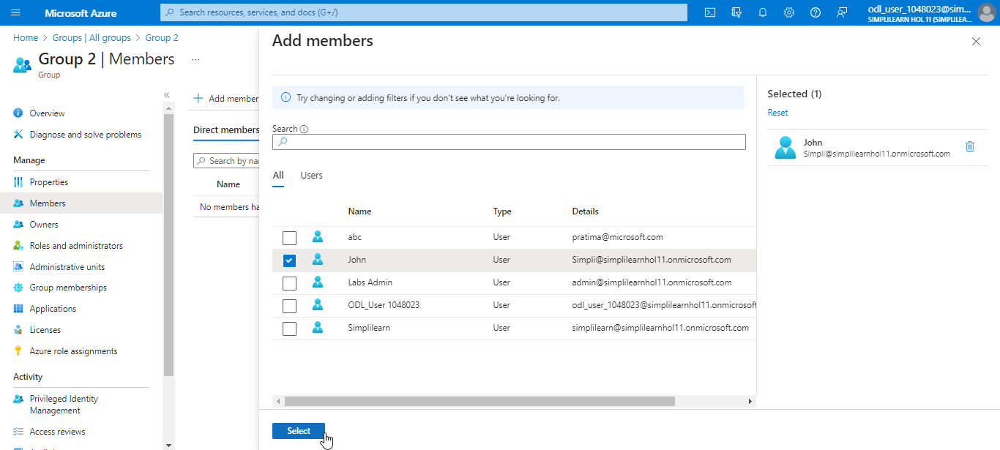 Microsoft Azure
Search resources, services, and docs (G+/)
odl_user_1048023@sim...
SIMPLILEARN HOL 11 (SIMPLILEA...
Home > Groups | All groups > Group 2
Group 2 | Members ...
Group
«
Overview
Diagnose and solve problems
Manage
Properties
Members
Owners
Roles and administrators
Administrative units
Group memberships
Applications
Licenses
Azure role assignments
Activity
Privileged Identity
Management
Access reviews
Add member
Direct members
Search by na
Name
No members ha
Add members
Try changing or adding filters if you don't see what you're looking for.
Search
All Users
Name Type Details
abc User pratima@microsoft.com
John User Simpli@simplilearnhol11.onmicrosoft.com
Labs Admin User admin@simplilearnhol11.onmicrosoft.com
ODL_User 1048023 User odl_user_1048023@simplilearnhol11.onmicrosoft
Simplilearn User simplilearn@simplilearnhol11.onmicrosoft.com
Select
Selected (1)
Reset
John
Simpli@simplilearnhol11.onmicrosoft.com